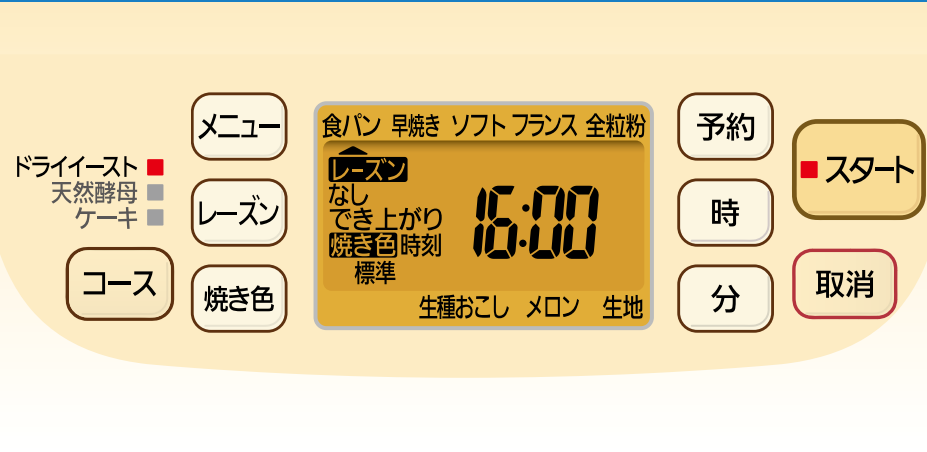 ドライイースト
天然酵母
ケーキ
コース
メニュー
レーズン
焼き色
食パン 早焼き ソフト フランス 全粒粉
レーズン
なし
でき上がり
焼き色 時刻
標準
16:00
生種おこし メロン 生地
予約
時
分
スタート
取消